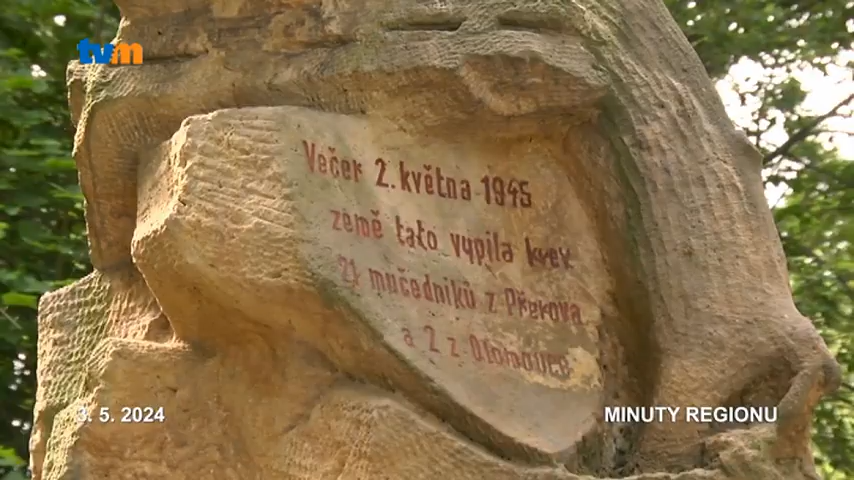 tvm
Večer 2. května 1945
země tato vypila krev
21 mučedníků z Přerova
a 2 z Olomouce
3. 5. 2024
MINUTY REGIONU